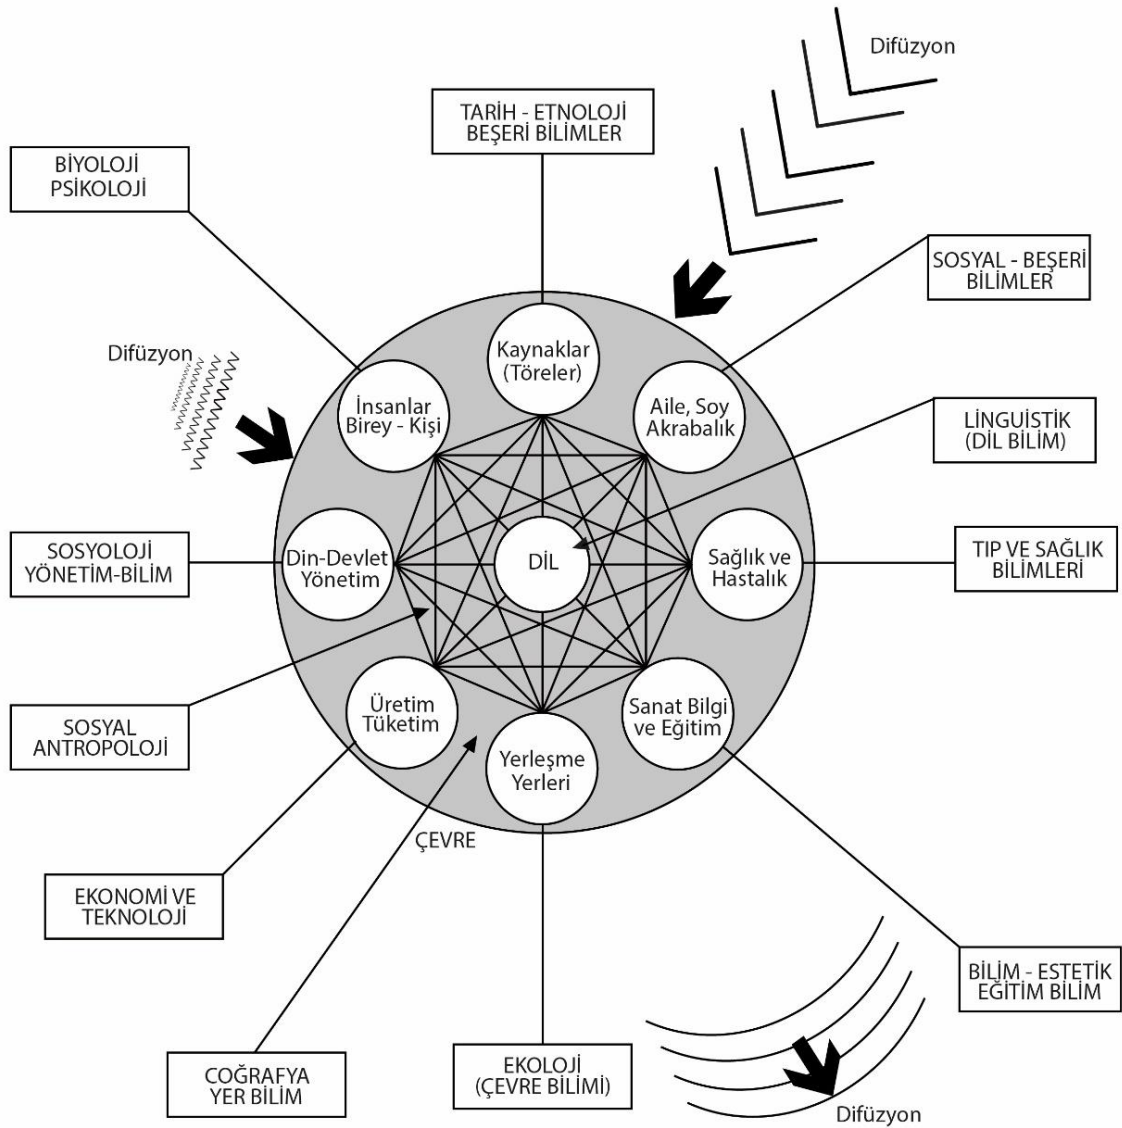 Difüzyon
TARİH - ETNOLOJİ
BEŞERİ BİLİMLER
BİYOLOJİ
PSİKOLOJİ
SOSYAL - BEŞERİ
BİLİMLER
Difüzyon
Kaynaklar
(Töreler)
İnsanlar
Birey - Kişi
Aile, Soy
Akrabalık
LİNGUİSTİK
(DİL BİLİM)
SOSYOLOJİ
YÖNETİM-BİLİM
Din-Devlet
Yönetim
DİL
Sağlık ve
Hastalık
TIP VE SAĞLIK
BİLİMLERİ
SOSYAL
ANTROPOLOJİ
Üretim
Tüketim
Yerleşme
Yerleri
Sanat Bilgi
ve Eğitim
ÇEVRE
EKONOMİ VE
TEKNOLOJİ
BİLİM - ESTETİK
EĞİTİM BİLİM
COĞRAFYA
YER BİLİM
EKOLOJİ
(ÇEVRE BİLİMİ)
Difüzyon